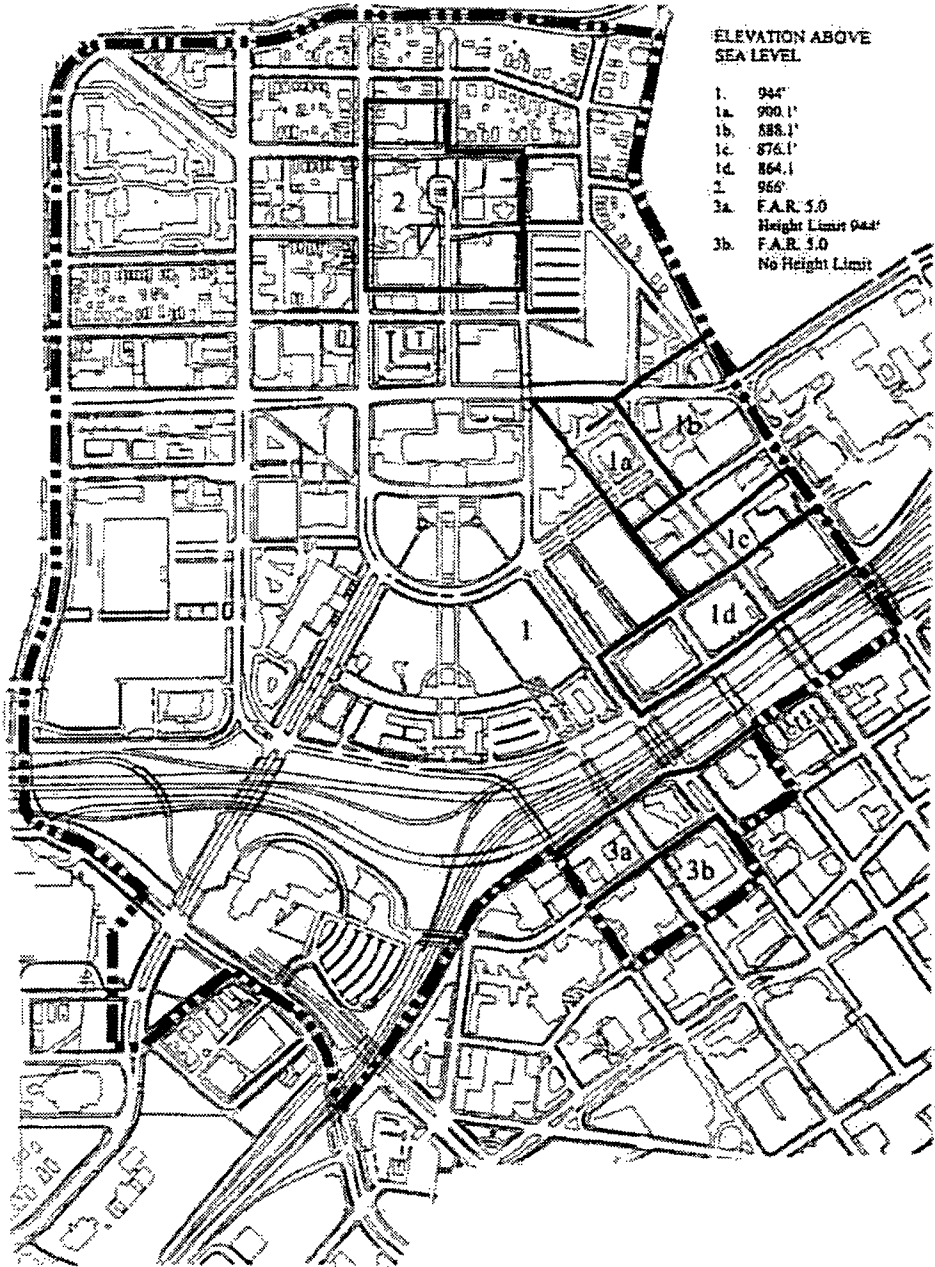 ELEVATION ABOVE
SEA LEVEL
1. 944'
1a. 900.1'
1b. 888.1'
1c. 876.1'
1d. 864.1
2. 966'
3a. F.A.R. 5.0
Height Limit 944'
3b. F.A.R. 5.0
No Height Limit
2
1b
1a
1c
1d
1
3a
3b